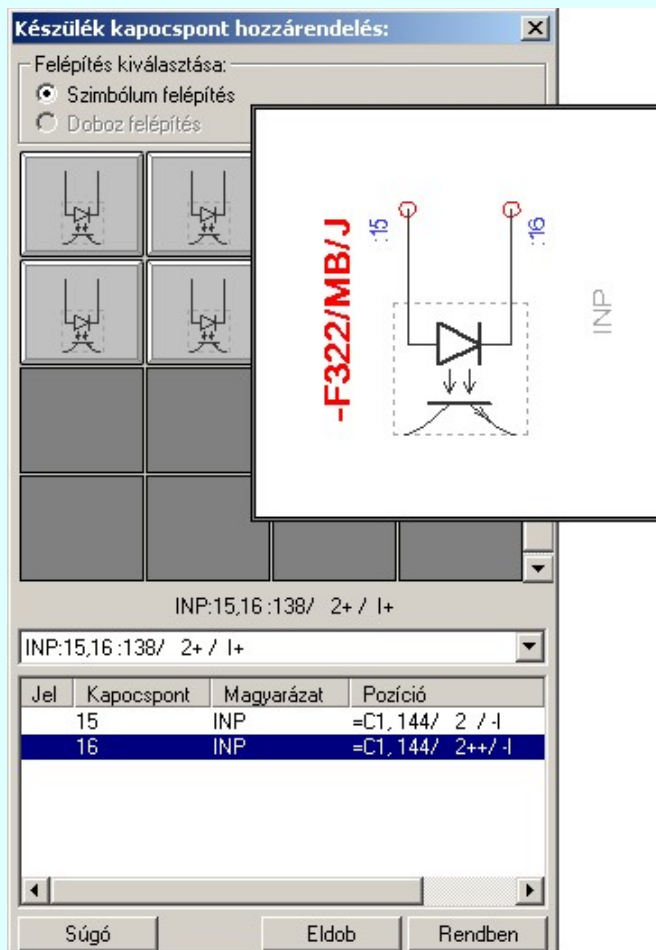 Készülék kapocspont hozzárendelés:
Felépítés kiválasztása:
Szimbólum felépítés
Doboz felépítés
-F322/MB/J
:15
:16
INP
INP:15,16 :138/ 2+ / I+
INP:15,16 :138/ 2+ / I+
Jel Kapocspont Magyarázat Pozíció
15 INP =C1, 144/ 2 / -I
16 INP =C1, 144/ 2++/ -I
Súgó Eldob Rendben